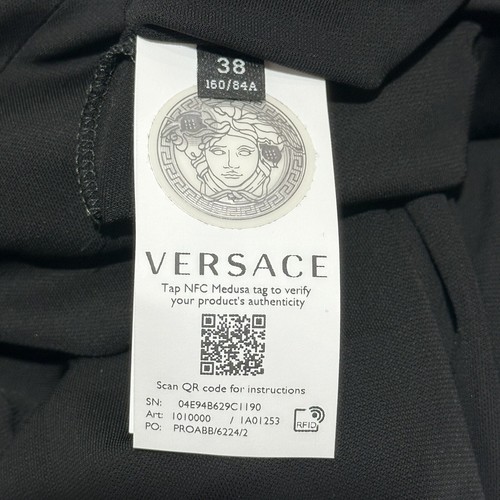 38
160/84A
VERSACE
Tap NFC Medusa tag to verify
your product's authenticity
Scan QR code for instructions
SN: 04E94B629C1190
Art: 1010000 / 1A01253
PO: PROABB/6224/2
RFID